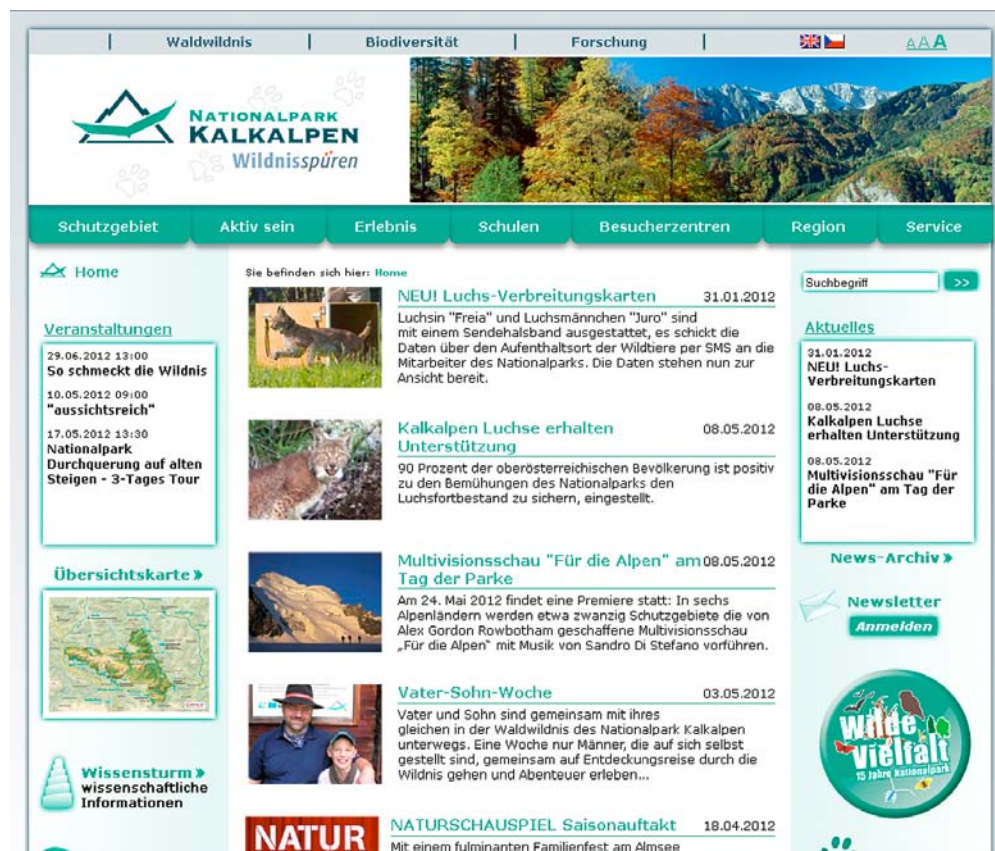 Waldwildnis
Biodiversität
Forschung
A A A
NATIONALPARK
KALKALPEN
Wildnisspüren
Schutzgebiet
Aktiv sein
Erlebnis
Schulen
Besucherzentren
Region
Service
Home
Veranstaltungen
29.06.2012 13:00
So schmeckt die Wildnis
10.05.2012 09:00
"aussichtsreich"
17.05.2012 13:30
Nationalpark
Durchquerung auf alten
Steigen - 3-Tages Tour
Übersichtskarte »
Wissensturm »
wissenschaftliche
Informationen
Sie befinden sich hier: Home
NEU! Luchs-Verbreitungskarten 31.01.2012
Luchsin "Freia" und Luchsmännchen "Juro" sind
mit einem Sendehalsband ausgestattet, es schickt die
Daten über den Aufenthaltsort der Wildtiere per SMS an die
Mitarbeiter des Nationalparks. Die Daten stehen nun zur
Ansicht bereit.
Kalkalpen Luchse erhalten 08.05.2012
Unterstützung
90 Prozent der oberösterreichischen Bevölkerung ist positiv
zu den Bemühungen des Nationalparks den
Luchsfortbestand zu sichern, eingestellt.
Multivisionsschau "Für die Alpen" am 08.05.2012
Tag der Parke
Am 24. Mai 2012 findet eine Premiere statt: In sechs
Alpenländern werden etwa zwanzig Schutzgebiete die von
Alex Gordon Rowbotham geschaffene Multivisionsschau
„Für die Alpen" mit Musik von Sandro Di Stefano vorführen.
Vater-Sohn-Woche 03.05.2012
Vater und Sohn sind gemeinsam mit ihres
gleichen in der Waldwildnis des Nationalpark Kalkalpen
unterwegs. Eine Woche nur Männer, die auf sich selbst
gestellt sind, gemeinsam auf Entdeckungsreise durch die
Wildnis gehen und Abenteuer erleben...
NATUR
NATURSCHAUSPIEL Saisonauftakt 18.04.2012
Mit einem fulminanten Familienfest am Almsee
Suchbegriff >>
Aktuelles
31.01.2012
NEU! Luchs-
Verbreitungskarten
08.05.2012
Kalkalpen Luchse
erhalten Unterstützung
08.05.2012
Multivisionsschau "Für
die Alpen" am Tag der
Parke
News-Archiv »
Newsletter
Anmelden
Wilde
Vielfalt
15 Jahre Nationalpark